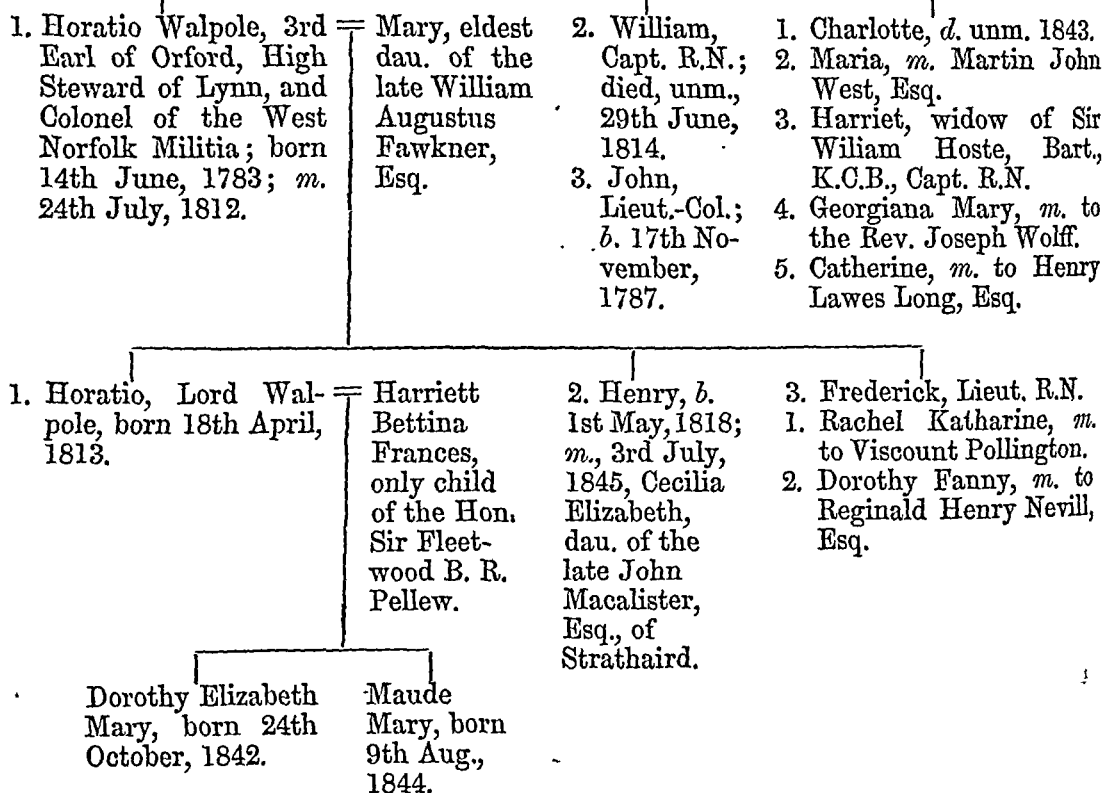 1. Horatio Walpole, 3rd =
Earl of Orford, High
Steward of Lynn, and
Colonel of the West
Norfolk Militia; born
14th June, 1783; m.
24th July, 1812.
Mary, eldest
dau. of the
late William
Augustus
Fawkner,
Esq.
2. William,
Capt. R.N.;
died, unm.,
29th June,
1814.
3. John,
Lieut.-Col.;
b. 17th No-
vember,
1787.
1. Charlotte, d. unm. 1843.
2. Maria, m. Martin John
West, Esq.
3. Harriet, widow of Sir
Wiliam Hoste, Bart.,
K.C.B., Capt. R.N.
4. Georgiana Mary, m. to
the Rev. Joseph Wolff.
5. Catherine, m. to Henry
Lawes Long, Esq.
1. Horatio, Lord Wal- =
pole, born 18th April,
1813.
Harriett
Bettina
Frances,
only child
of the Hon.
Sir Fleet-
wood B. R.
Pellew.
2. Henry, b.
1st May, 1818;
m., 3rd July,
1845, Cecilia
Elizabeth,
dau. of the
late John
Macalister,
Esq., of
Strathaird.
3. Frederick, Lieut. R.N.
1. Rachel Katharine, m.
to Viscount Pollington.
2. Dorothy Fanny, m. to
Reginald Henry Nevill,
Esq.
Dorothy Elizabeth
Mary, born 24th
October, 1842.
Maude
Mary, born
9th Aug.,
1844.